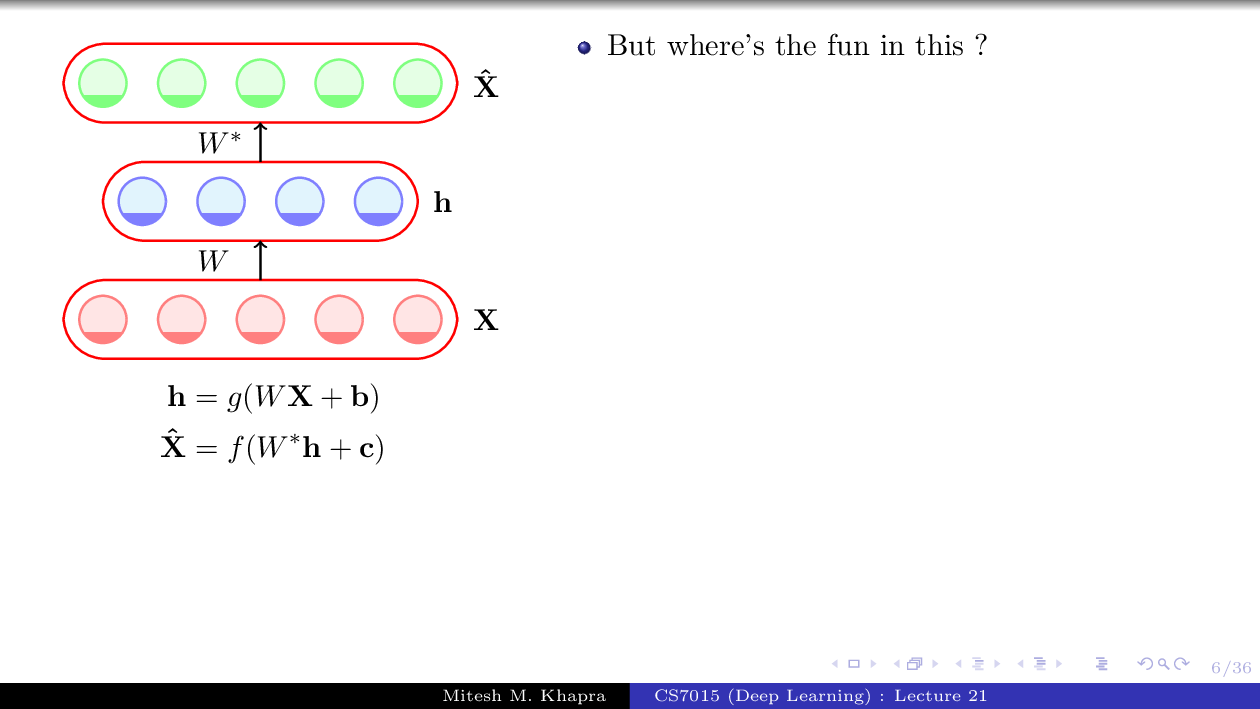 But where's the fun in this ?
X̂
W*
h
W
X
h = g(WX + b)
X̂ = f(W*h + c)
6/36
Mitesh M. Khapra
CS7015 (Deep Learning) : Lecture 21